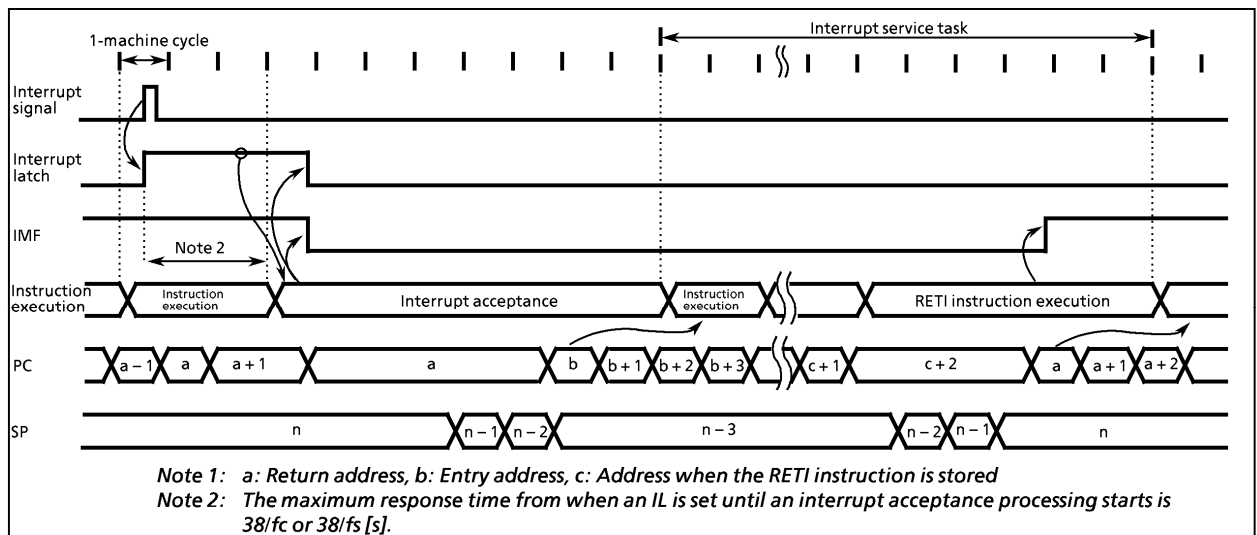 Interrupt service task
1-machine cycle
Interrupt
signal
Interrupt
latch
IMF
Note 2
Instruction
execution
Instruction
execution
Interrupt acceptance
Instruction
execution
RETI instruction execution
PC
a – 1
a
a + 1
a
b
b + 1
b + 2
b + 3
c + 1
c + 2
a
a + 1
a + 2
SP
n
n – 1
n – 2
n – 3
n – 2
n – 1
n
Note 1: a: Return address, b: Entry address, c: Address when the RETI instruction is stored
Note 2: The maximum response time from when an IL is set until an interrupt acceptance processing starts is
38/fc or 38/fs [s].